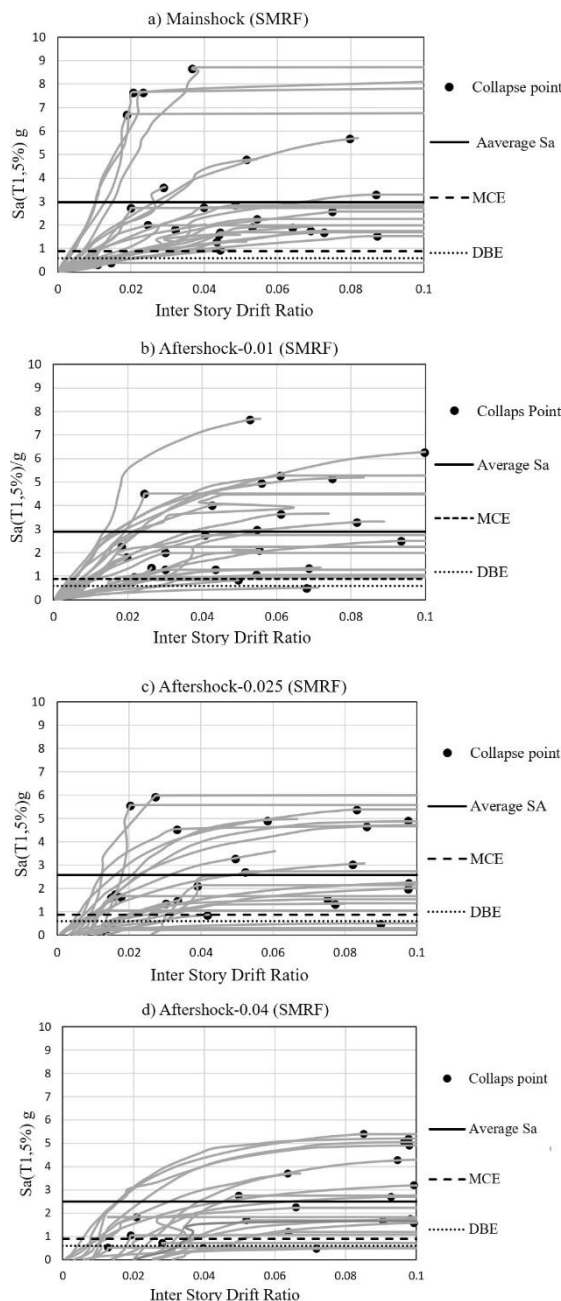 a) Mainshock (SMRF)
10
9
8
7
6
5
4
3
2
1
0
Sa(T1,5%) g
0 0.02 0.04 0.06 0.08 0.1
Inter Story Drift Ratio
Collapse point
Aaverage Sa
MCE
DBE
b) Aftershock-0.01 (SMRF)
10
9
8
7
6
5
4
3
2
1
0
Sa(T1,5%)/g
0 0.02 0.04 0.06 0.08 0.1
Inter Story Drift Ratio
Collaps Point
Average Sa
MCE
DBE
c) Aftershock-0.025 (SMRF)
10
9
8
7
6
5
4
3
2
1
0
Sa(T1,5%)g
0 0.02 0.04 0.06 0.08 0.1
Inter Story Drift Ratio
Collapse point
Average SA
MCE
DBE
d) Aftershock-0.04 (SMRF)
10
9
8
7
6
5
4
3
2
1
0
Sa(T1,5%) g
0 0.02 0.04 0.06 0.08 0.1
Inter Story Drift Ratio
Collaps point
Average Sa
MCE
DBE